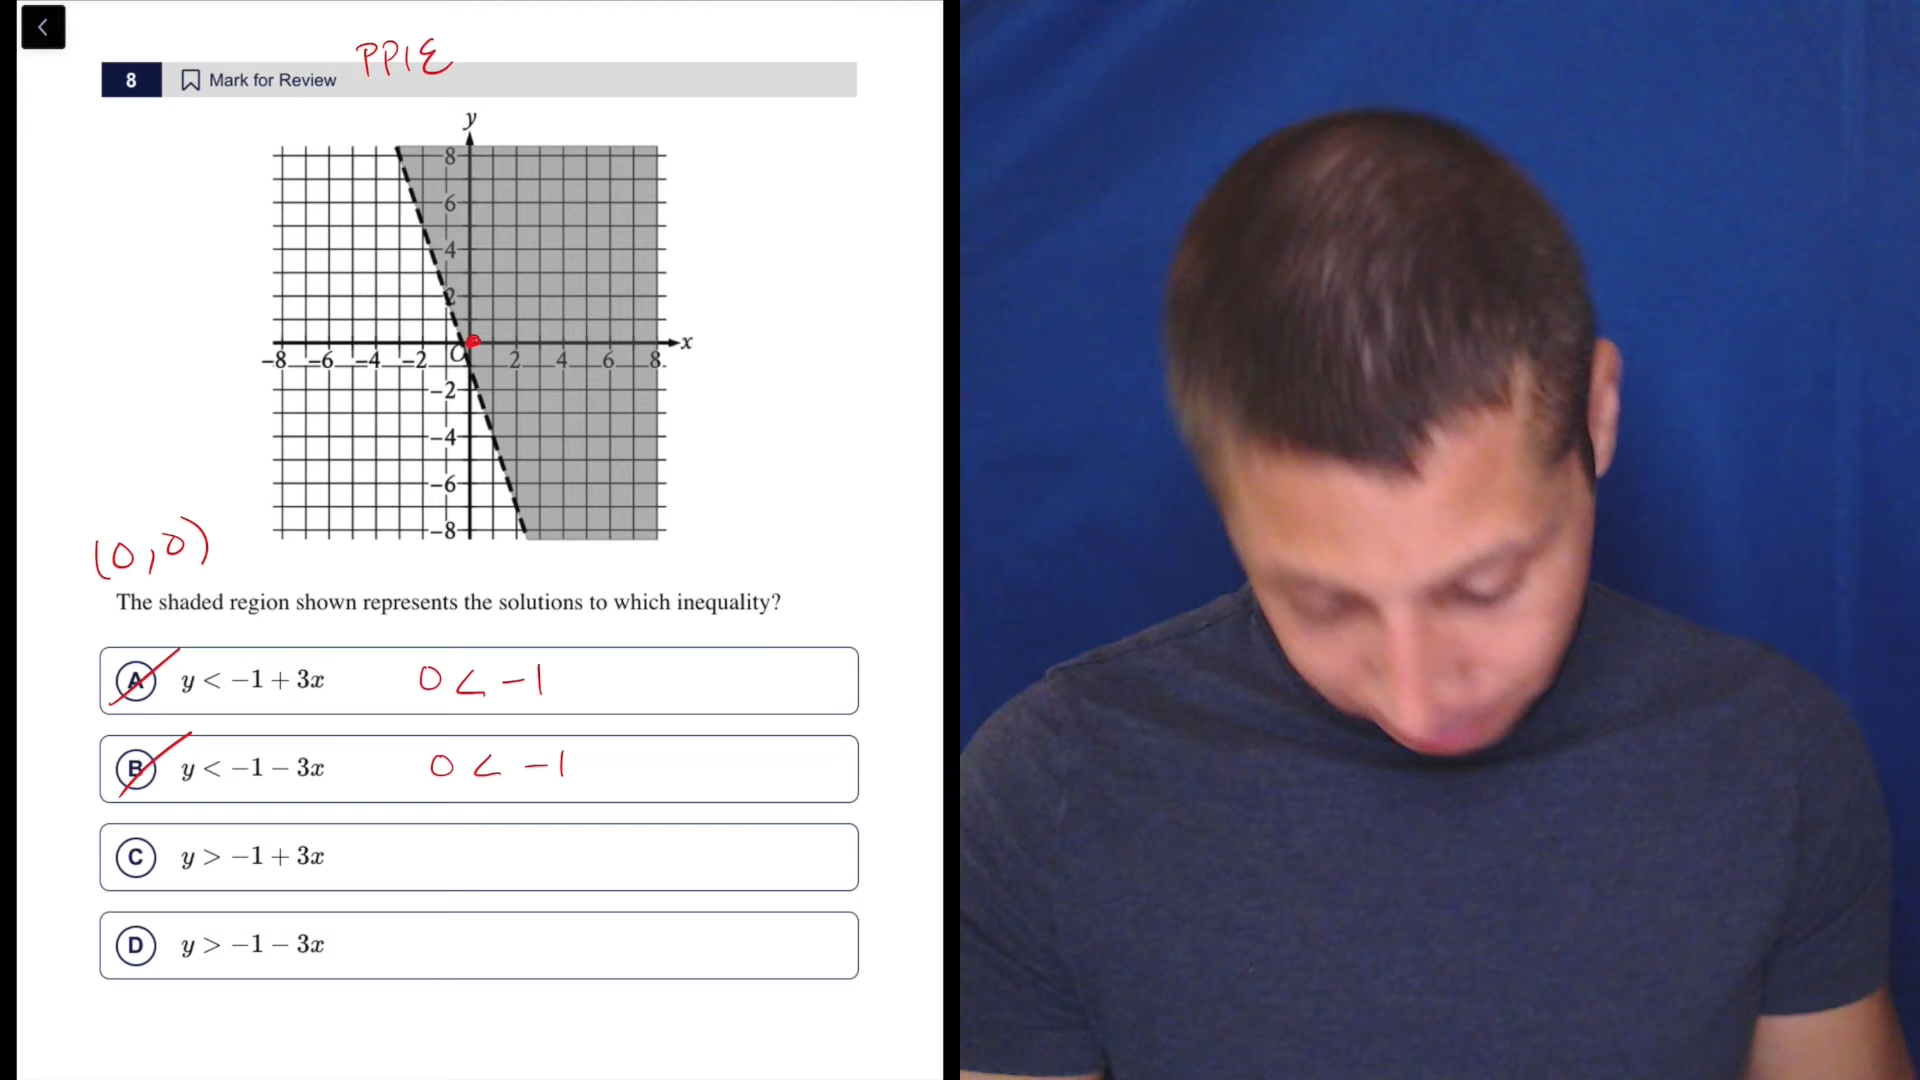 PPIE
8 Mark for Review
y
8
6
4
2
-8 -6 -4 -2 O 2 4 6 8 x
-2
-4
-6
-8
(0,0)
The shaded region shown represents the solutions to which inequality?
A y < −1 + 3x 0 < -1
B y < −1 − 3x 0 < -1
C y > −1 + 3x
D y > −1 − 3x